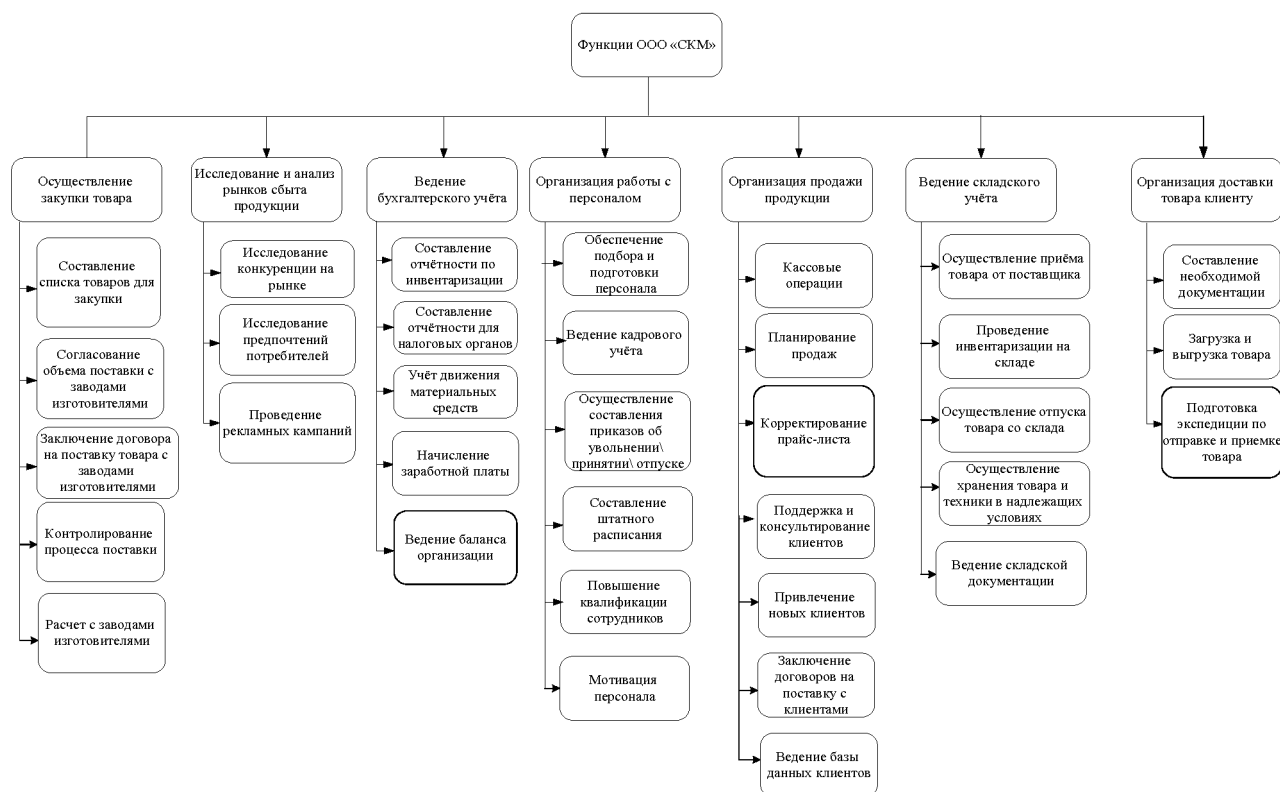 Функции ООО «СКМ»
Осуществление
закупки товара
Составление
списка товаров для
закупки
Согласование
объема поставки с
заводами
изготовителями
Заключение договора
на поставку товара с
заводами
изготовителями
Контролирование
процесса поставки
Расчет с заводами
изготовителями
Исследование и анализ
рынков сбыта
продукции
Исследование
конкуренции на
рынке
Исследование
предпочтений
потребителей
Проведение
рекламных кампаний
Ведение
бухгалтерского учёта
Составление
отчётности по
инвентаризации
Составление
отчётности для
налоговых органов
Учёт движения
материальных
средств
Начисление
заработной платы
Ведение баланса
организации
Организация работы с
персоналом
Обеспечение
подбора и
подготовки
персонала
Ведение кадрового
учёта
Осуществление
составления
приказов об
увольнении\
принятии\ отпуске
Составление
штатного
расписания
Повышение
квалификации
сотрудников
Мотивация
персонала
Организация продажи
продукции
Кассовые
операции
Планирование
продаж
Корректирование
прайс-листа
Поддержка и
консультирование
клиентов
Привлечение
новых клиентов
Заключение
договоров на
поставку с
клиентами
Ведение базы
данных клиентов
Ведение складского
учёта
Осуществление приёма
товара от поставщика
Проведение
инвентаризации на
складе
Осуществление отпуска
товара со склада
Осуществление
хранения товара и
техники в надлежащих
условиях
Ведение складской
документации
Организация доставки
товара клиенту
Составление
необходимой
документации
Загрузка и
выгрузка товара
Подготовка
экспедиции по
отправке и приемке
товара